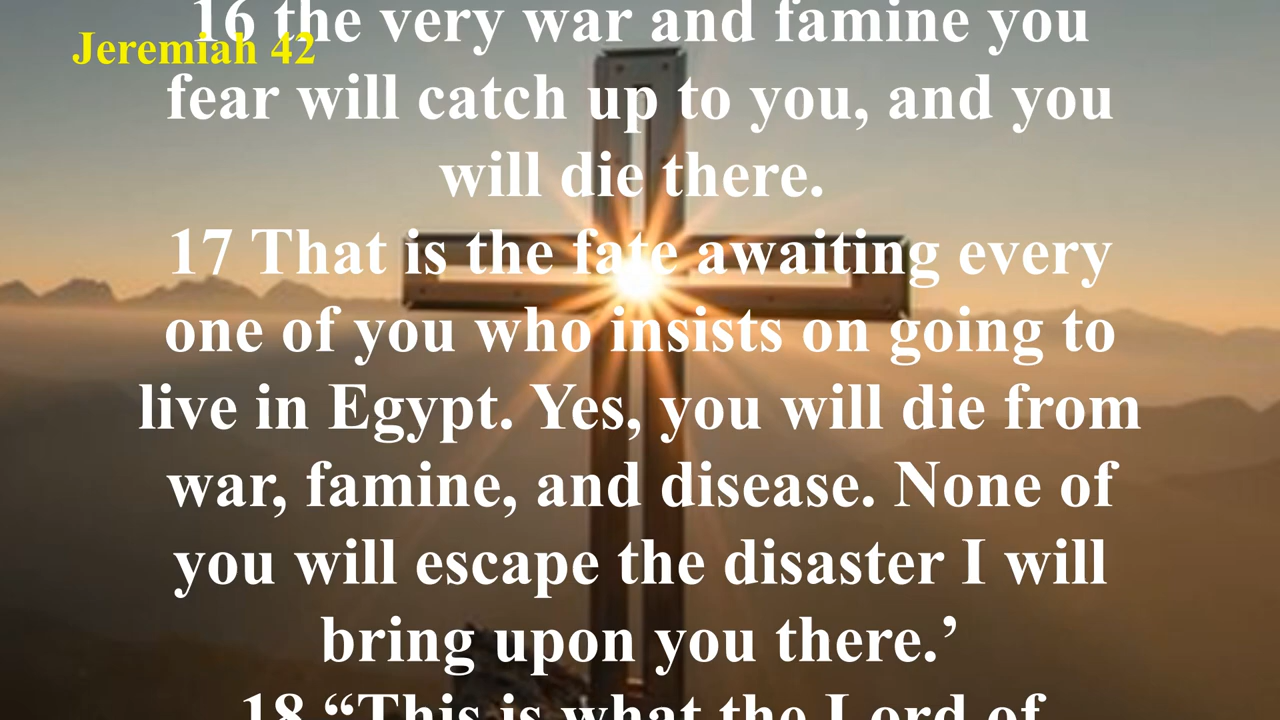 16 the very war and famine you
Jeremiah 42
fear will catch up to you, and you
will die there.
17 That is the fate awaiting every
one of you who insists on going to
live in Egypt. Yes, you will die from
war, famine, and disease. None of
you will escape the disaster I will
bring upon you there.’
18 “This is what the Lord of